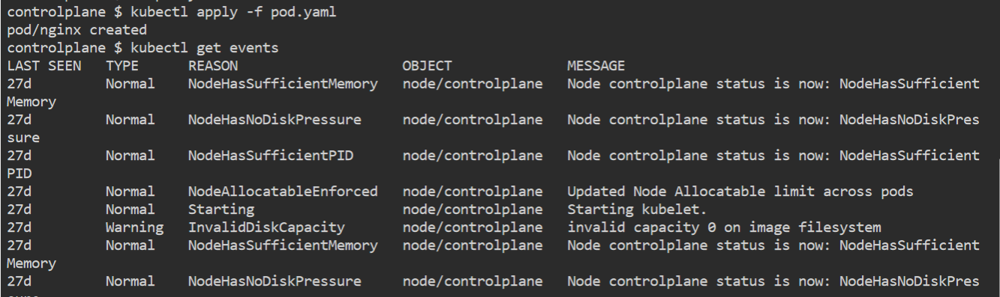 controlplane $ kubectl apply -f pod.yaml
pod/nginx created
controlplane $ kubectl get events
LAST SEEN   TYPE      REASON                    OBJECT              MESSAGE
27d         Normal    NodeHasSufficientMemory   node/controlplane   Node controlplane status is now: NodeHasSufficient
Memory
27d         Normal    NodeHasNoDiskPressure     node/controlplane   Node controlplane status is now: NodeHasNoDiskPres
sure
27d         Normal    NodeHasSufficientPID      node/controlplane   Node controlplane status is now: NodeHasSufficient
PID
27d         Normal    NodeAllocatableEnforced   node/controlplane   Updated Node Allocatable limit across pods
27d         Normal    Starting                  node/controlplane   Starting kubelet.
27d         Warning   InvalidDiskCapacity       node/controlplane   invalid capacity 0 on image filesystem
27d         Normal    NodeHasSufficientMemory   node/controlplane   Node controlplane status is now: NodeHasSufficient
Memory
27d         Normal    NodeHasNoDiskPressure     node/controlplane   Node controlplane status is now: NodeHasNoDiskPres